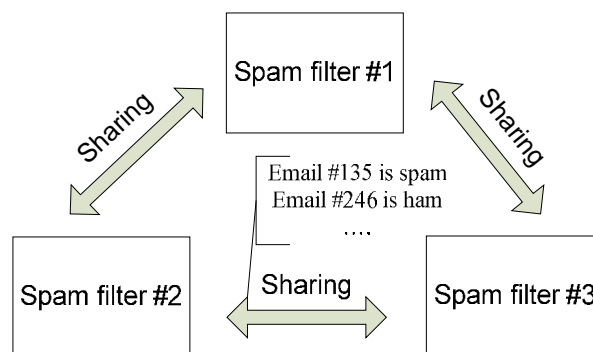 Spam filter #1
Sharing
Sharing
Email #135 is spam
Email #246 is ham
....
Sharing
Spam filter #2
Spam filter #3